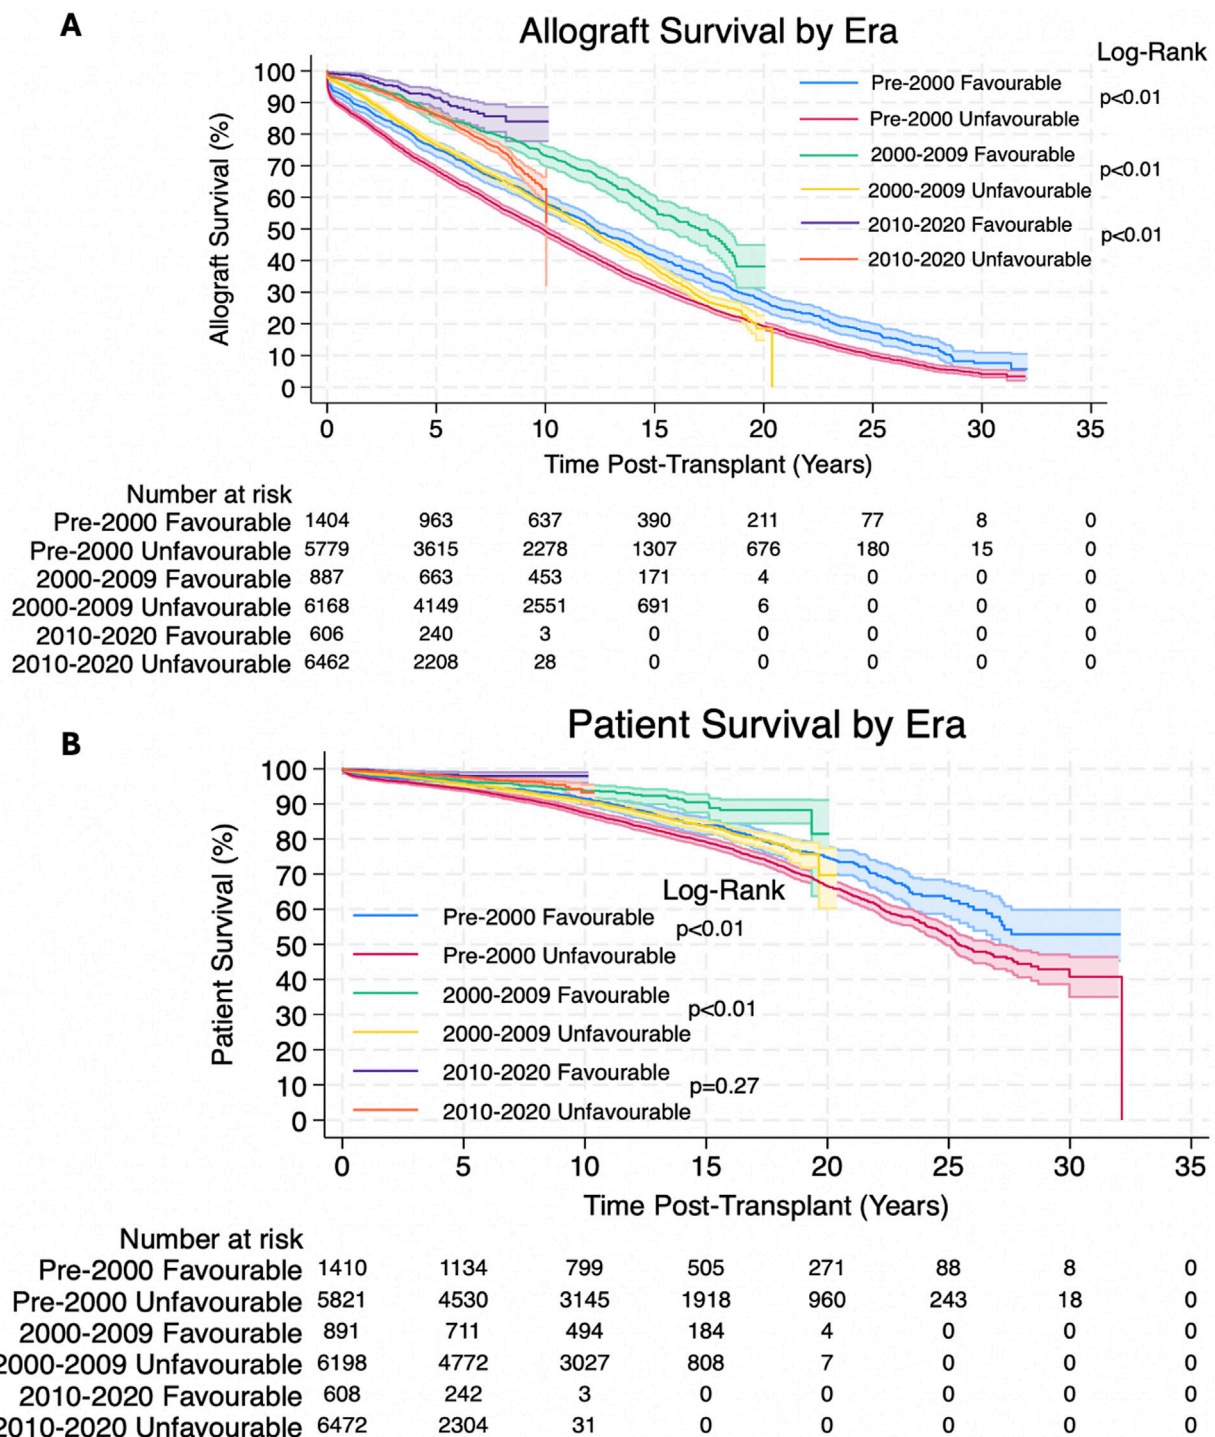 A
Allograft Survival by Era
Log-Rank
Pre-2000 Favourable
p<0.01
Pre-2000 Unfavourable
2000-2009 Favourable
p<0.01
2000-2009 Unfavourable
2010-2020 Favourable
p<0.01
2010-2020 Unfavourable
Allograft Survival (%)
100
90
80
70
60
50
40
30
20
10
0
0 5 10 15 20 25 30 35
Time Post-Transplant (Years)
Number at risk
Pre-2000 Favourable 1404 963 637 390 211 77 8 0
Pre-2000 Unfavourable 5779 3615 2278 1307 676 180 15 0
2000-2009 Favourable 887 663 453 171 4 0 0 0
2000-2009 Unfavourable 6168 4149 2551 691 6 0 0 0
2010-2020 Favourable 606 240 3 0 0 0 0 0
2010-2020 Unfavourable 6462 2208 28 0 0 0 0 0
B
Patient Survival by Era
Patient Survival (%)
100
90
80
70
60
50
40
30
20
10
0
Log-Rank
Pre-2000 Favourable
p<0.01
Pre-2000 Unfavourable
2000-2009 Favourable
p<0.01
2000-2009 Unfavourable
2010-2020 Favourable
p=0.27
2010-2020 Unfavourable
0 5 10 15 20 25 30 35
Time Post-Transplant (Years)
Number at risk
Pre-2000 Favourable 1410 1134 799 505 271 88 8 0
Pre-2000 Unfavourable 5821 4530 3145 1918 960 243 18 0
2000-2009 Favourable 891 711 494 184 4 0 0 0
2000-2009 Unfavourable 6198 4772 3027 808 7 0 0 0
2010-2020 Favourable 608 242 3 0 0 0 0 0
2010-2020 Unfavourable 6472 2304 31 0 0 0 0 0